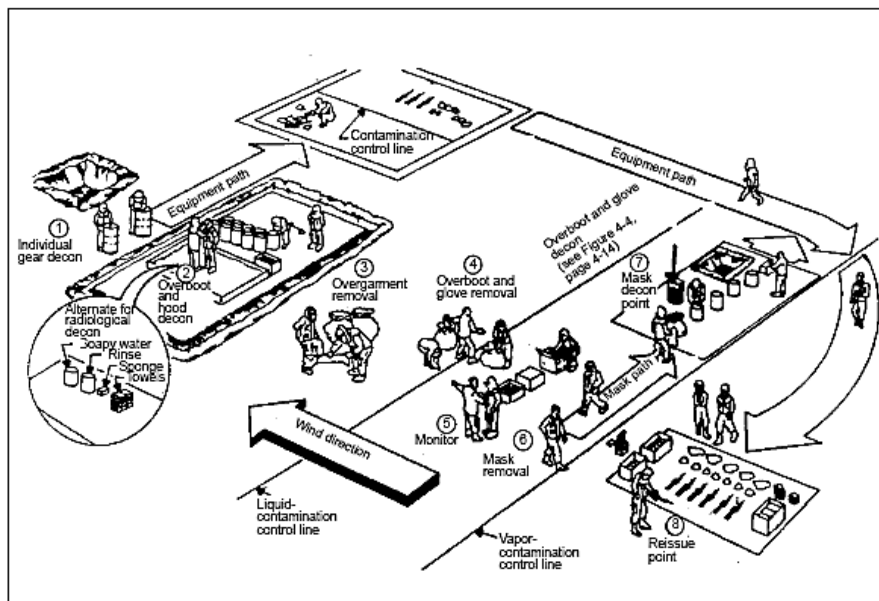 Contamination
control line
Equipment path
Equipment path
1
Individual
gear decon
2
Overboot
and
hood
decon
Alternate for
radiological
decon
Soapy water
Rinse
Sponge
Towels
3
Overgarment
removal
4
Overboot and
glove removal
Overboot and glove
decon
(see Figure 4-4,
page 4-14)
7
Mask
decon
point
5
Monitor
6
Mask
removal
Mask path
Wind direction
Liquid-
contamination
control line
Vapor-
contamination
control line
8
Reissue
point